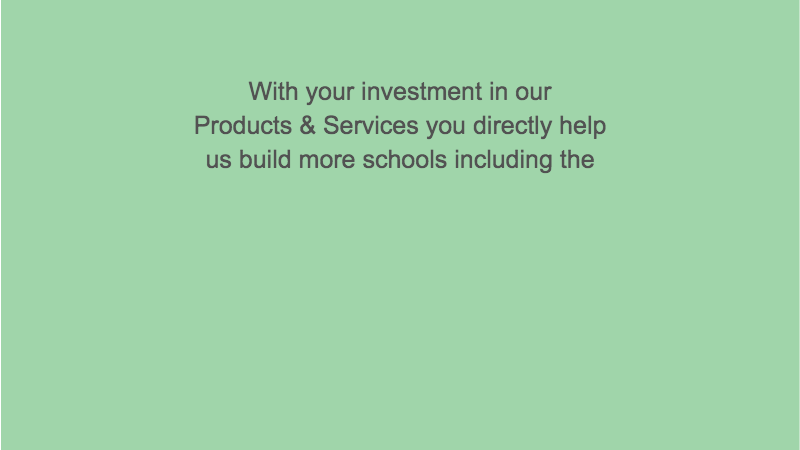 With your investment in our
Products & Services you directly help
us build more schools including the